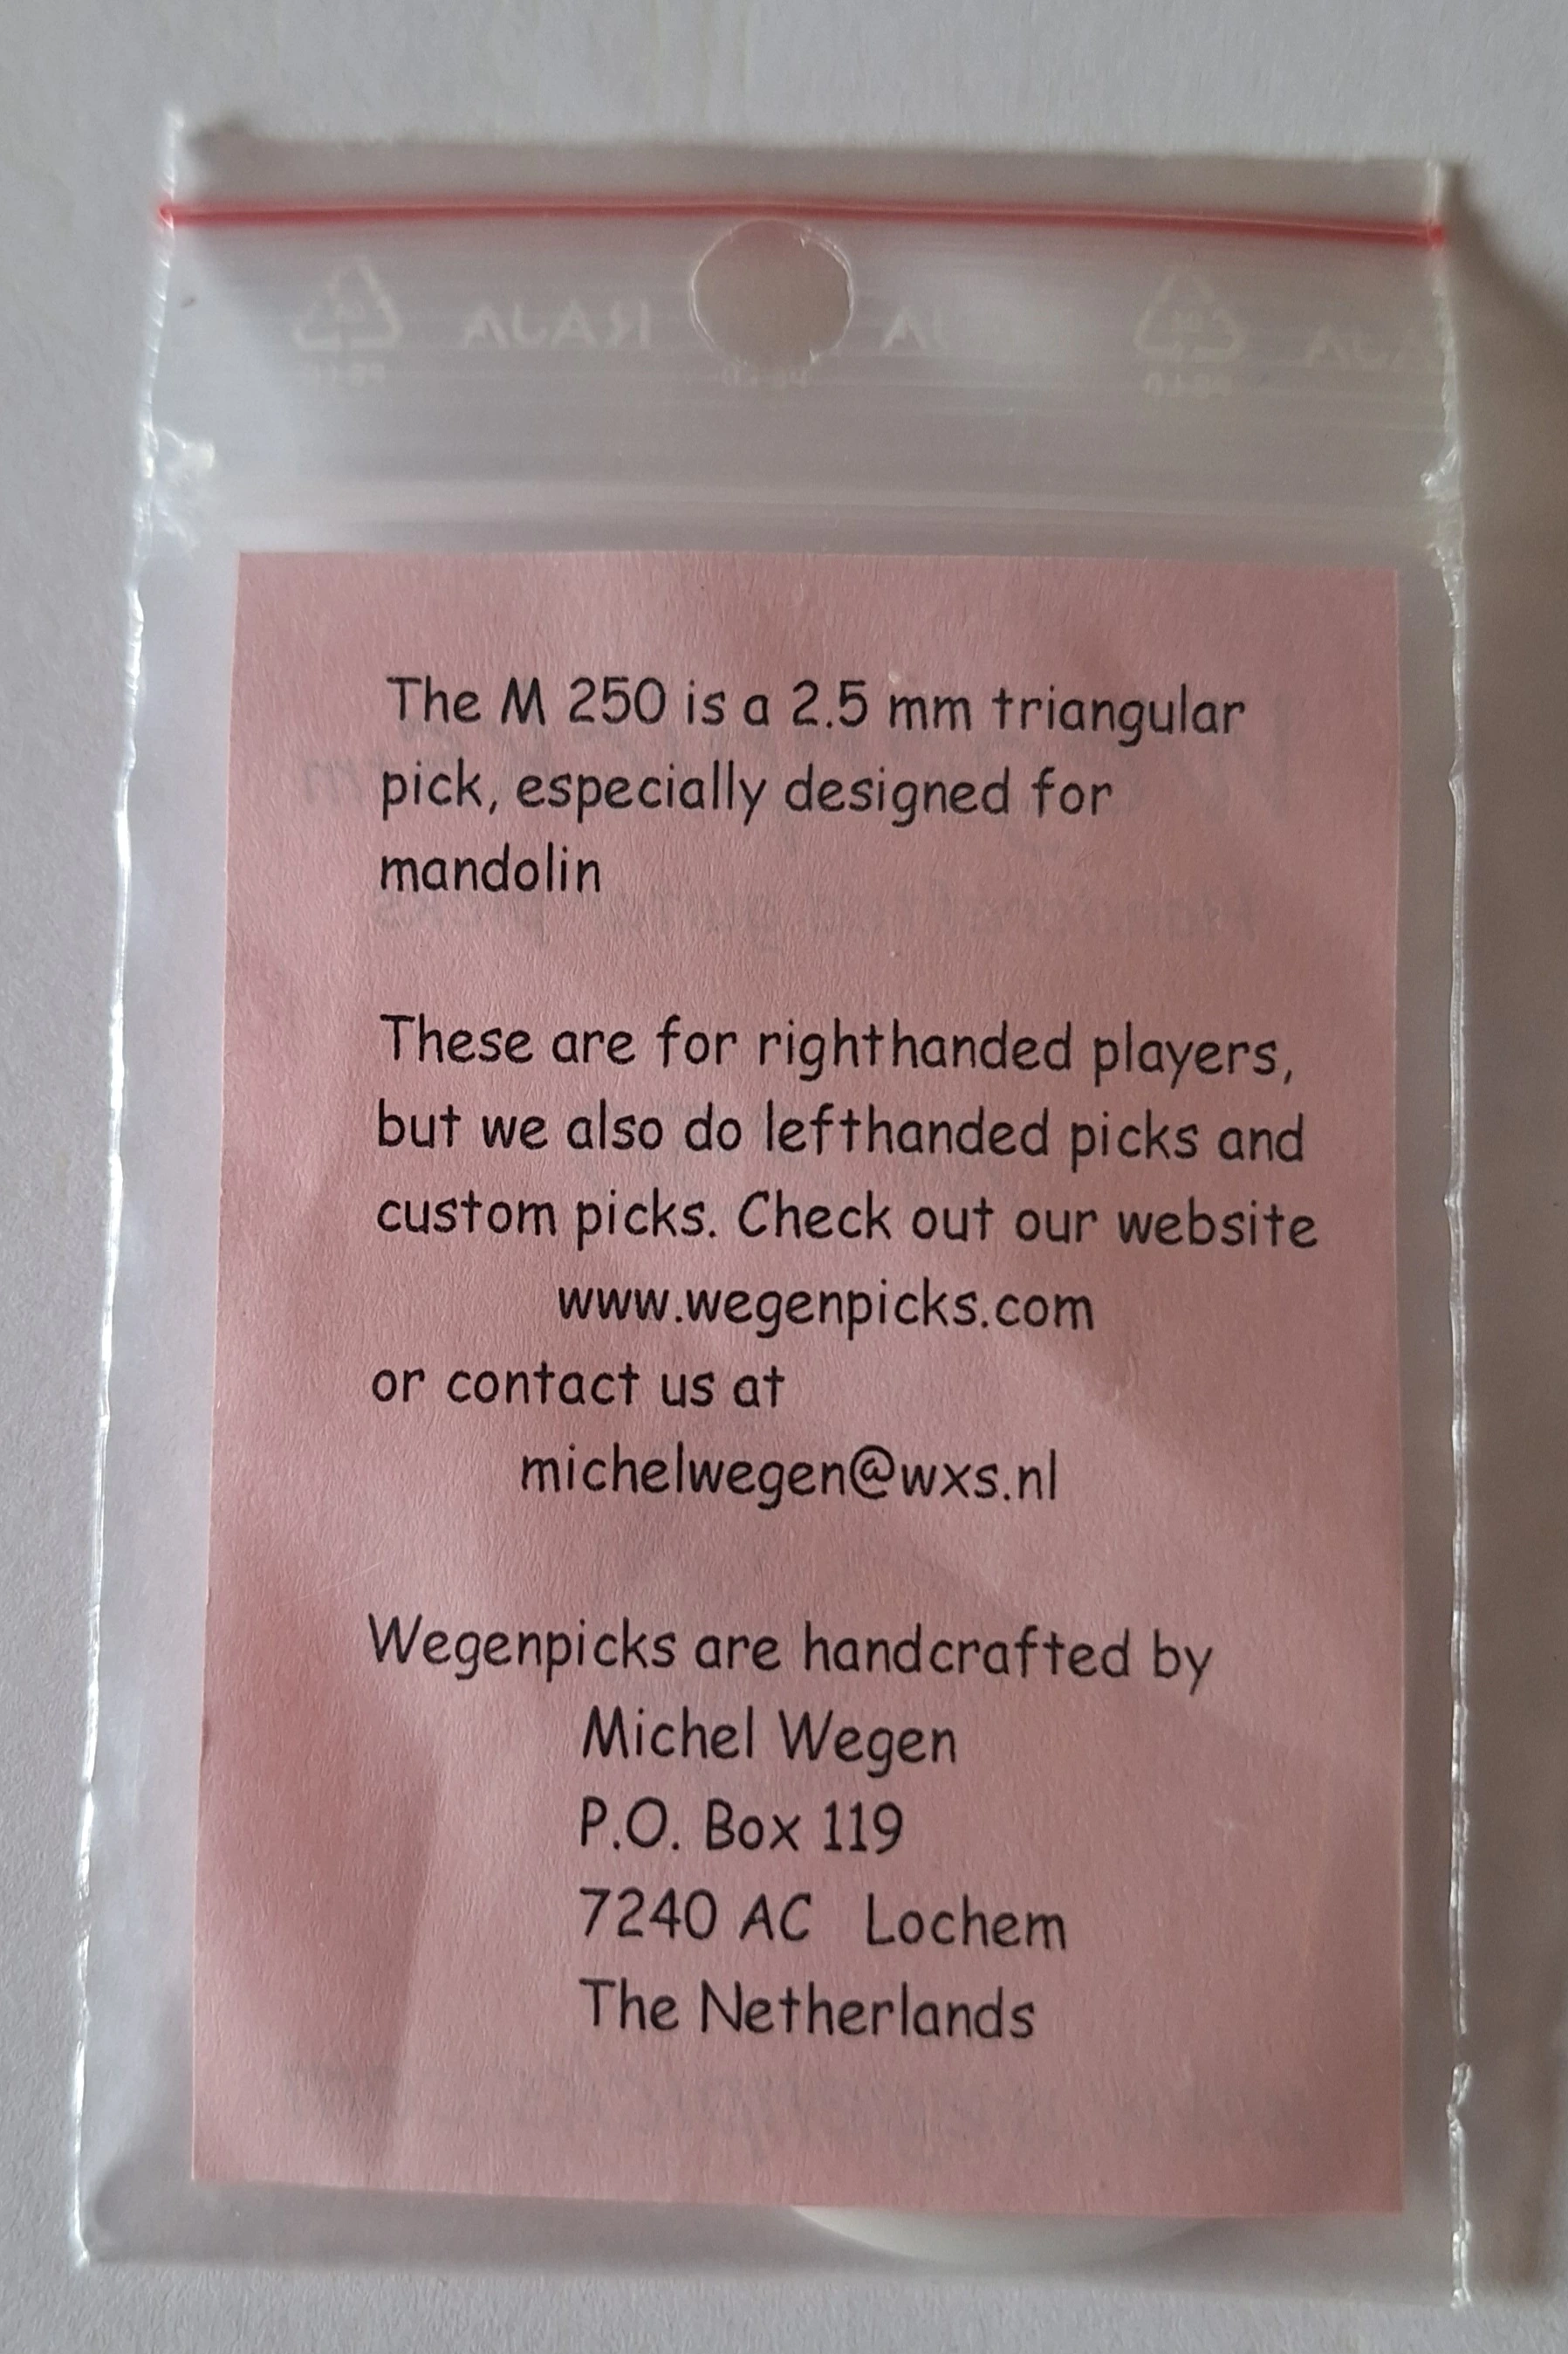 RAJA
The M 250 is a 2.5 mm triangular
pick, especially designed for
mandolin
These are for righthanded players,
but we also do lefthanded picks and
custom picks. Check out our website
www.wegenpicks.com
or contact us at
michelwegen@wxs.nl
Wegenpicks are handcrafted by
Michel Wegen
P.O. Box 119
7240 AC Lochem
The Netherlands